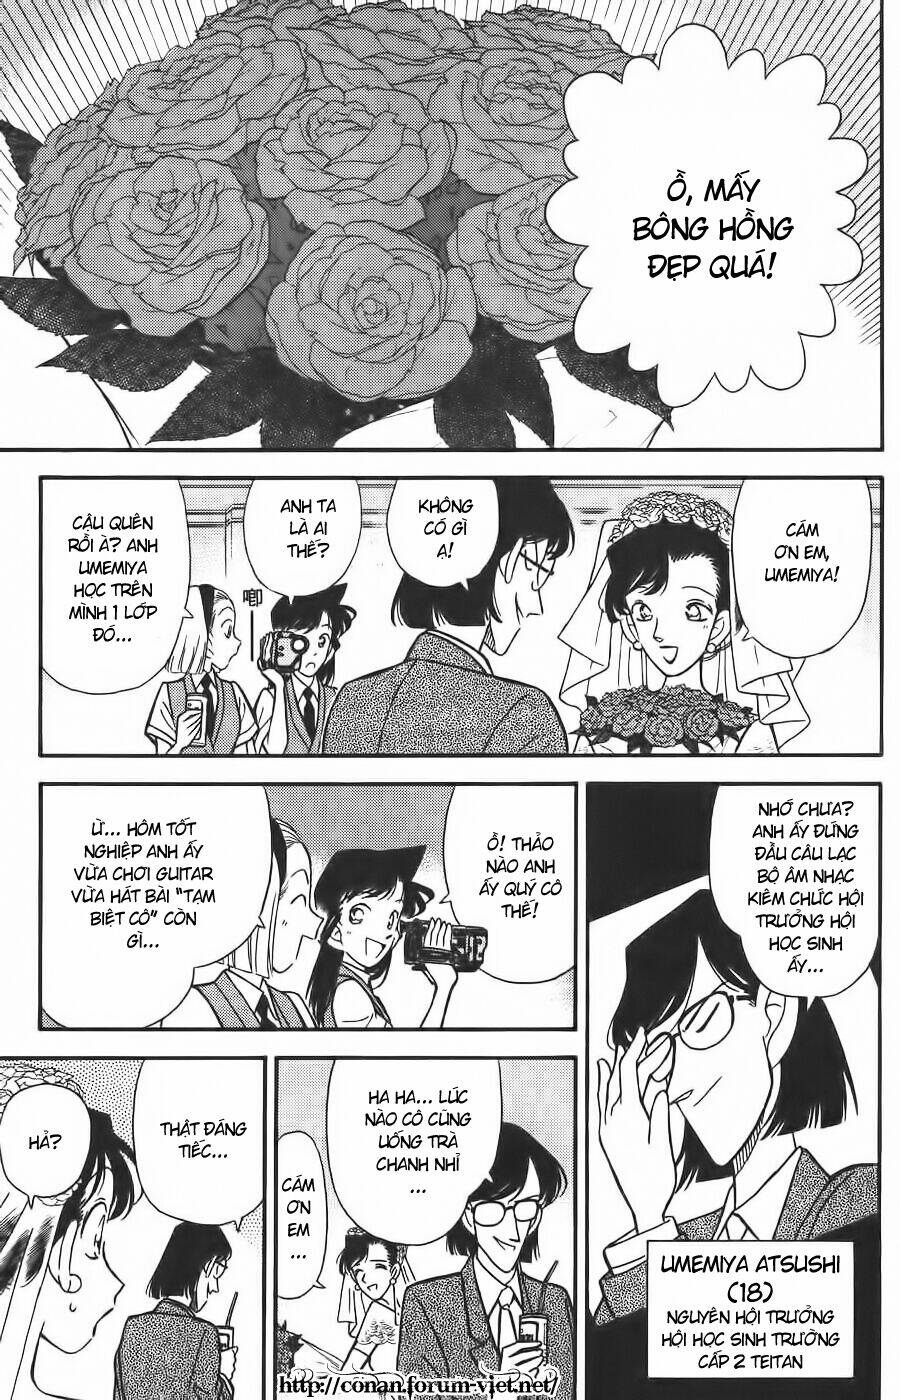 Ồ, MẤY
BÔNG HỒNG
ĐẸP QUÁ!
CẬU QUÊN
RỒI À? ANH
UMEMIYA
HỌC TRÊN
MÌNH 1 LỚP
ĐÓ...
ANH TA
LÀ AI
THẾ?
KHÔNG
CÓ GÌ
Ạ!
CÁM
ƠN EM,
UMEMIYA!
Ừ... HÔM TỐT
NGHIỆP ANH ẤY
VỪA CHƠI GUITAR
VỪA HÁT BÀI "TẠM
BIỆT CÔ" CÒN
GÌ...
Ồ! THẢO
NÀO ANH
ẤY QUÝ CÔ
THẾ!
NHỚ CHƯA?
ANH ẤY ĐỨNG
ĐẦU CÂU LẠC
BỘ ÂM NHẠC
KIÊM CHỨC HỘI
TRƯỞNG HỘI
HỌC SINH
ẤY...
UMEMIYA ATSUSHI
(18)
NGUYÊN HỘI TRƯỞNG
HỘI HỌC SINH TRƯỜNG
CẤP 2 TEITAN
HẢ?
THẬT ĐÁNG
TIẾC...
CÁM
ƠN
EM
...
HA HA... LÚC
NÀO CÔ CŨNG
UỐNG TRÀ
CHANH NHỈ
...
http://conan.forum-viet.net/